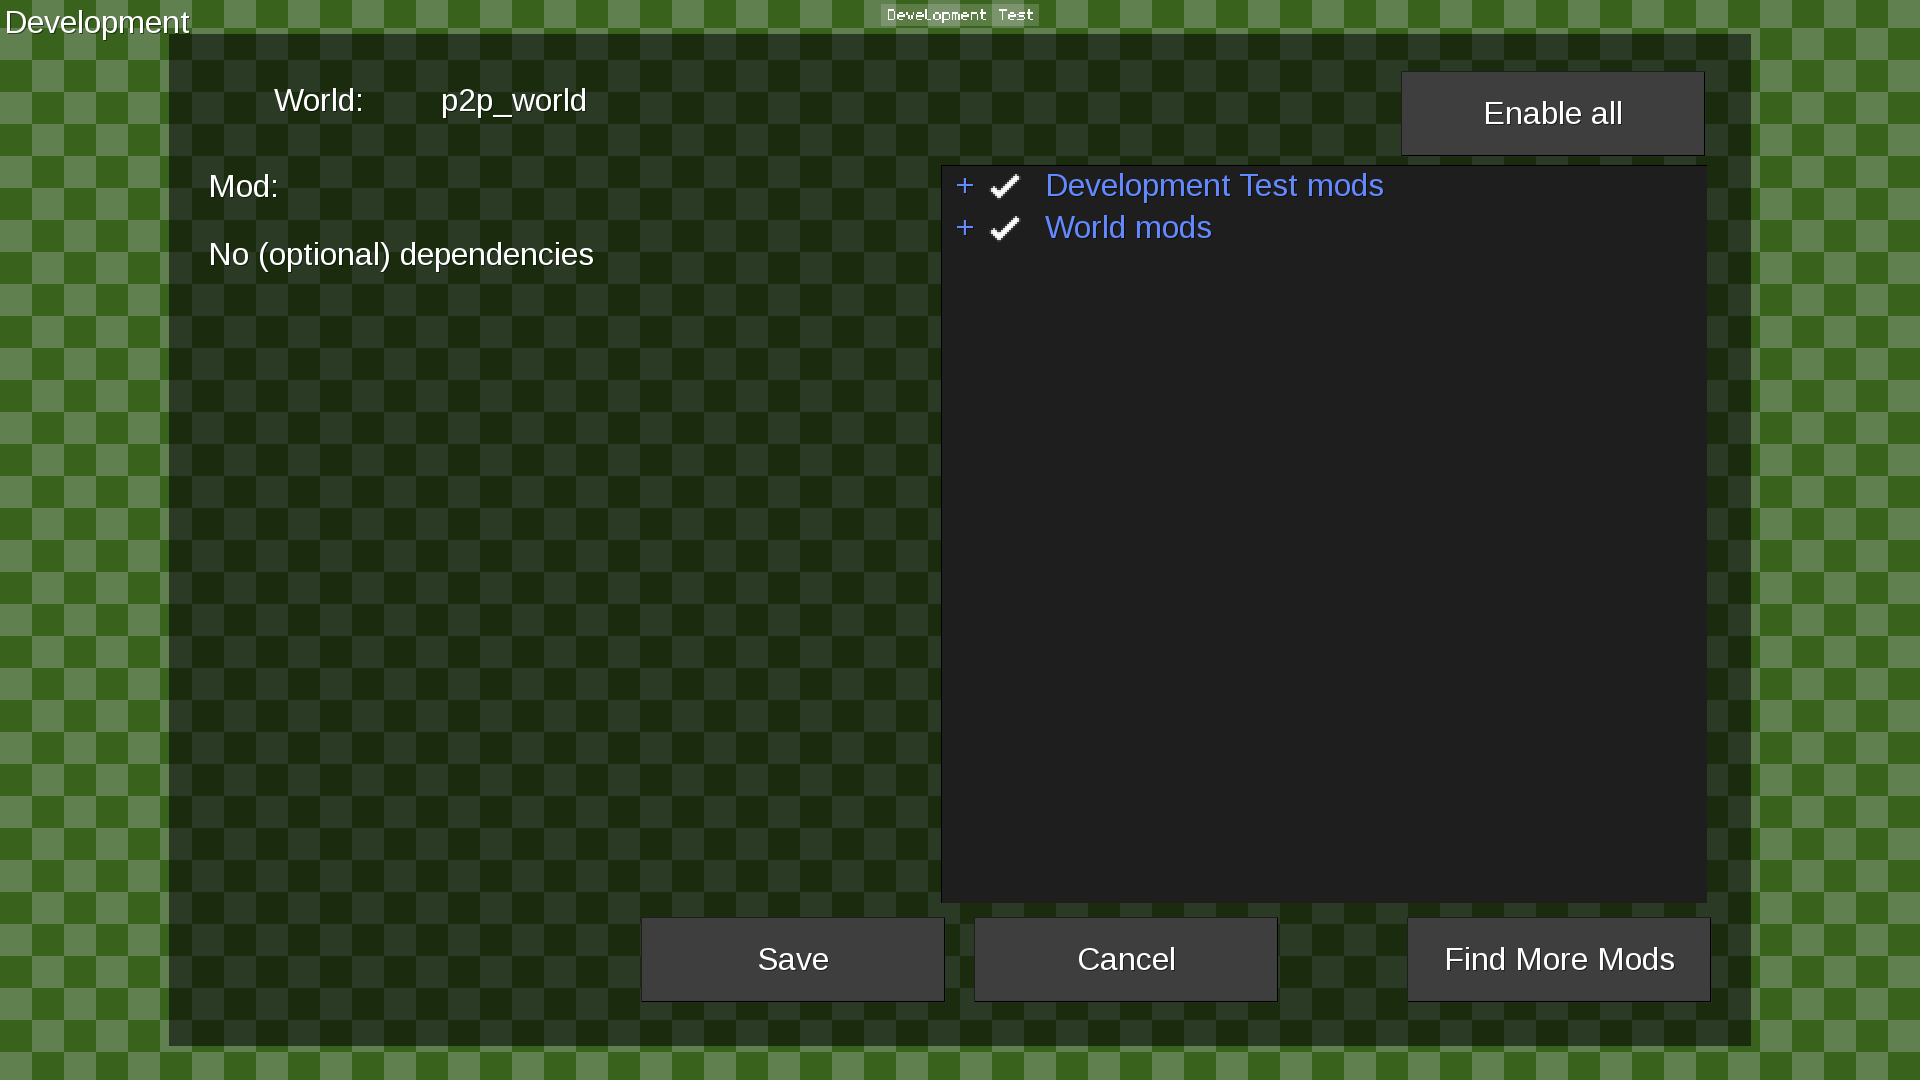 Development
Development Test
World: p2p_world
Enable all
Mod:
No (optional) dependencies
+ Development Test mods
+ World mods
Save
Cancel
Find More Mods